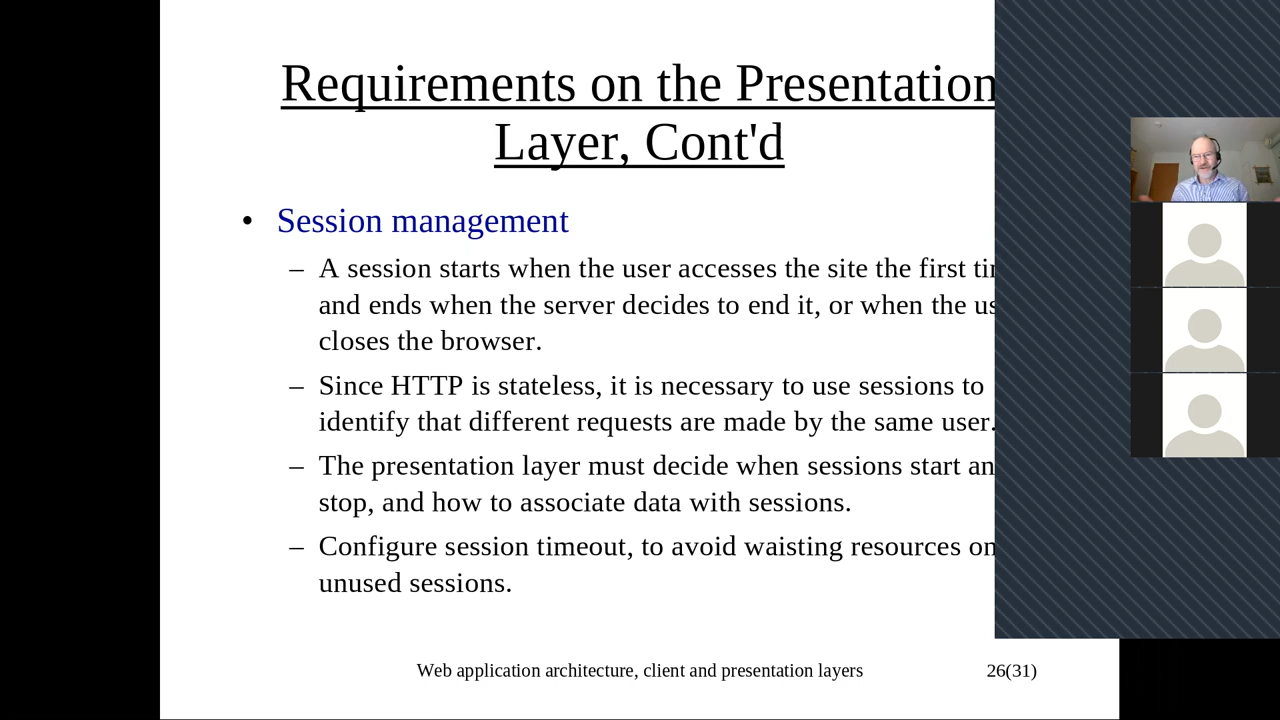 Requirements on the Presentation
Layer, Cont'd
• Session management
– A session starts when the user accesses the site the first
and ends when the server decides to end it, or when the
closes the browser.
– Since HTTP is stateless, it is necessary to use sessions to
identify that different requests are made by the same user.
– The presentation layer must decide when sessions start
stop, and how to associate data with sessions.
– Configure session timeout, to avoid waisting resources on
unused sessions.
Web application architecture, client and presentation layers
26(31)